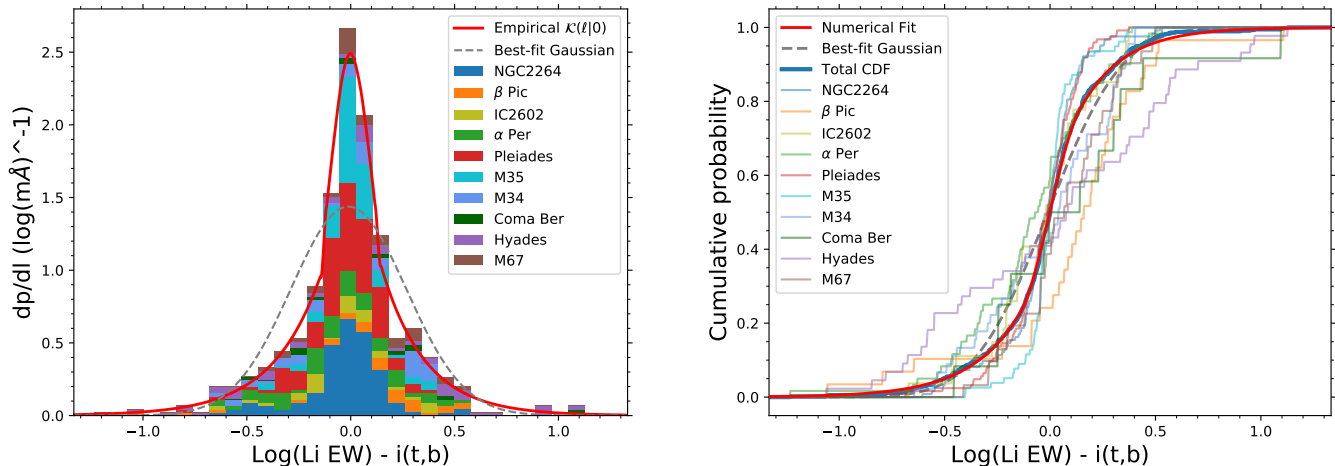 Empirical 𝒦(ℓ|0)
Best-fit Gaussian
NGC2264
β Pic
IC2602
α Per
Pleiades
M35
M34
Coma Ber
Hyades
M67
dp/dl (log(mÅ)^-1)
2.5
2.0
1.5
1.0
0.5
0.0
−1.0 −0.5 0.0 0.5 1.0
Log(Li EW) - i(t,b)
Numerical Fit
Best-fit Gaussian
Total CDF
NGC2264
β Pic
IC2602
α Per
Pleiades
M35
M34
Coma Ber
Hyades
M67
Cumulative probability
1.0
0.8
0.6
0.4
0.2
0.0
−1.0 −0.5 0.0 0.5 1.0
Log(Li EW) - i(t,b)